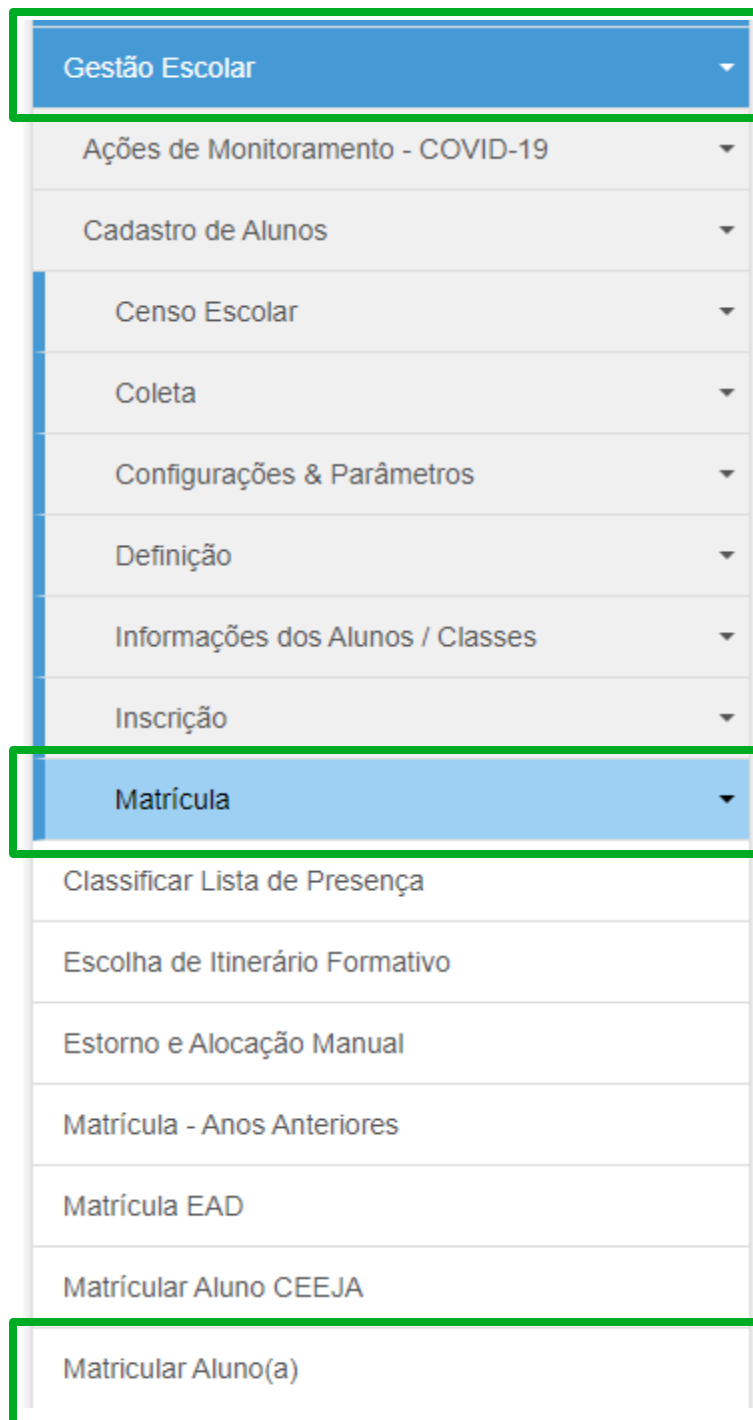 Gestão Escolar
Ações de Monitoramento - COVID-19
Cadastro de Alunos
Censo Escolar
Coleta
Configurações & Parâmetros
Definição
Informações dos Alunos / Classes
Inscrição
Matrícula
Classificar Lista de Presença
Escolha de Itinerário Formativo
Estorno e Alocação Manual
Matrícula - Anos Anteriores
Matrícula EAD
Matrícular Aluno CEEJA
Matricular Aluno(a)